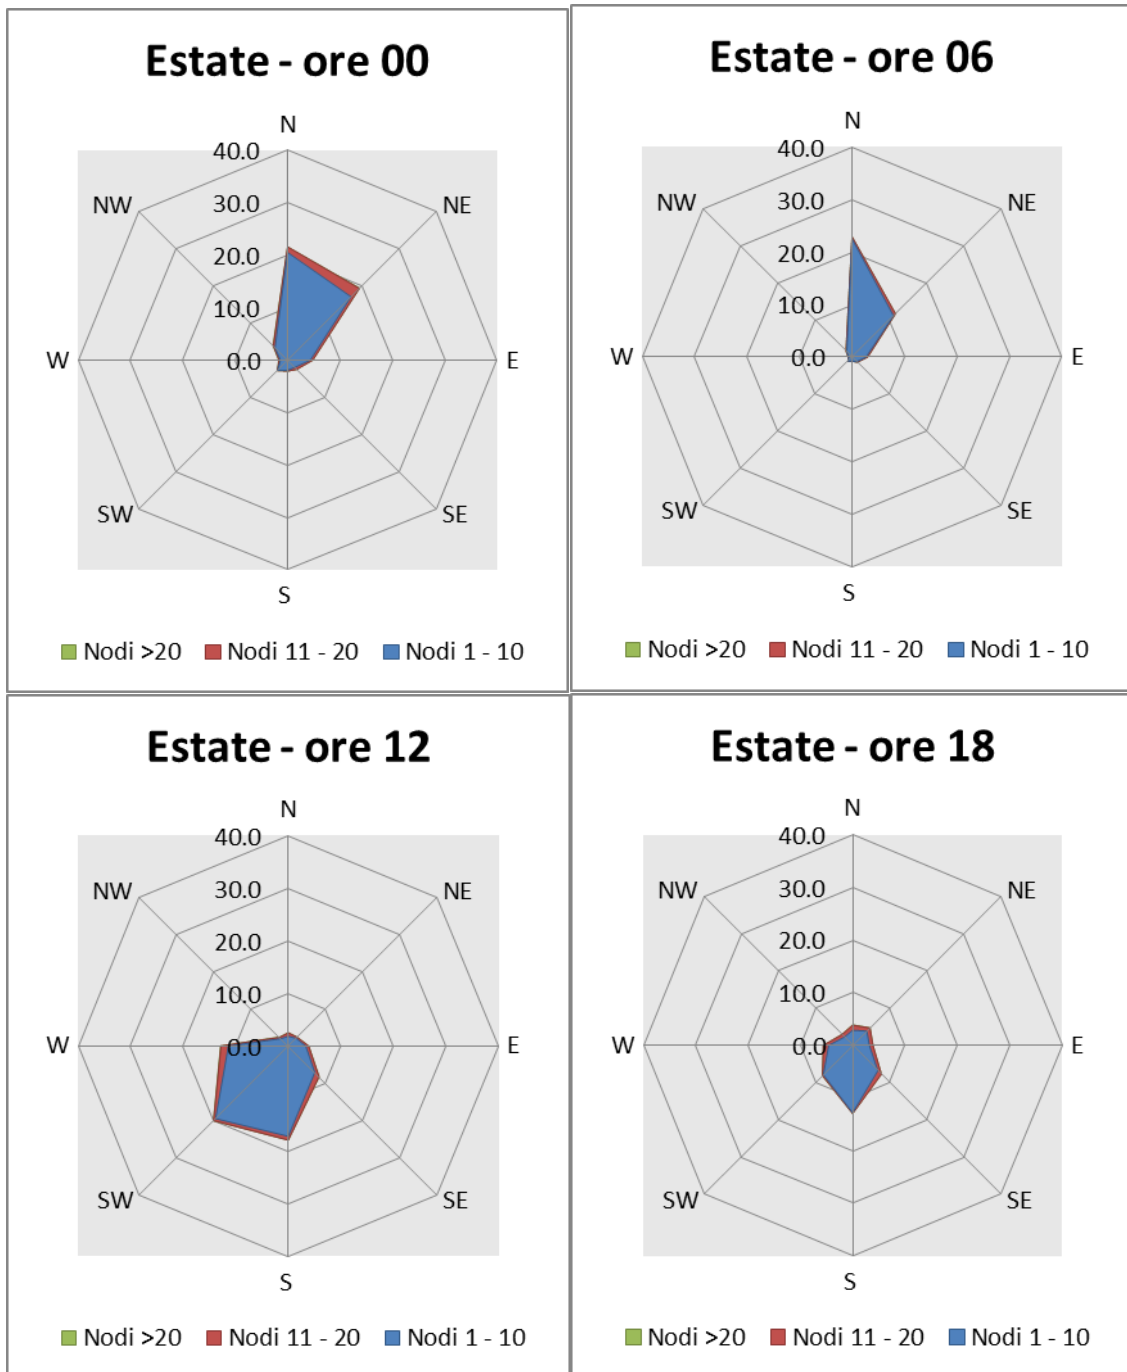 Estate - ore 00
N
40.0
NW
NE
30.0
20.0
10.0
W
0.0
E
SW
SE
S
Nodi >20 Nodi 11 - 20 Nodi 1 - 10
Estate - ore 06
N
40.0
NW
NE
30.0
20.0
10.0
W
0.0
E
SW
SE
S
Nodi >20 Nodi 11 - 20 Nodi 1 - 10
Estate - ore 12
N
40.0
NW
NE
30.0
20.0
10.0
W
0.0
E
SW
SE
S
Nodi >20 Nodi 11 - 20 Nodi 1 - 10
Estate - ore 18
N
40.0
NW
NE
30.0
20.0
10.0
W
0.0
E
SW
SE
S
Nodi >20 Nodi 11 - 20 Nodi 1 - 10